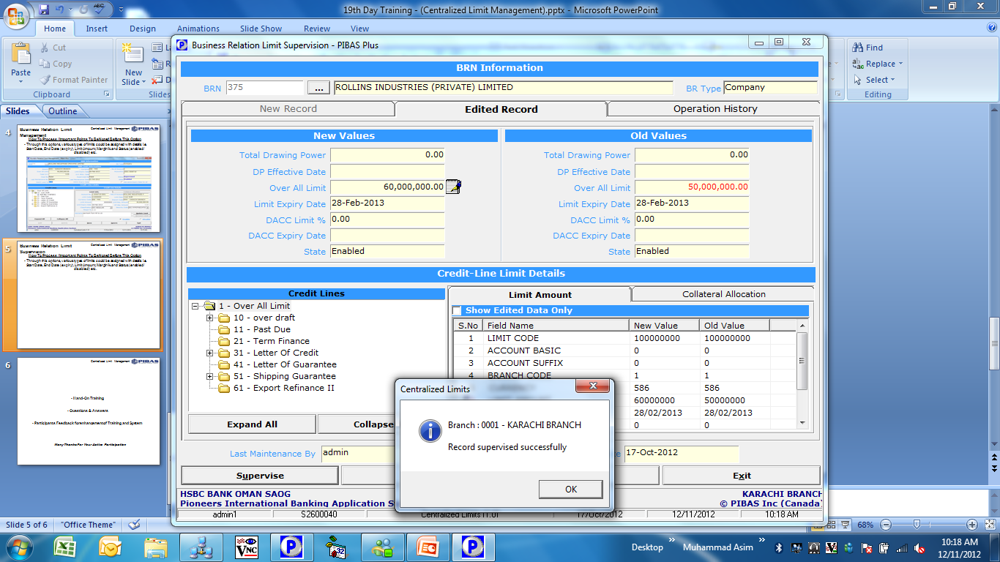 19th Day Training - (Centralized Limit Management).pptx - Microsoft PowerPoint
Home Insert Design Animations Slide Show Review View
Paste
Cut
Copy
Format Painter
Clipboard
New
Slide
Slides
Find
Replace
Select
Editing
Slides Outline
4
Business Relation Limit
Management
Centralized Limit Management PIBAS
How To Process /Important Points To Be Noted Before This Option
- Through this options, various types of limits could be assigned with details i.e.
Start Date, End Date (expiry), Limit Amount, Margin% and Status (enabled/
disabled) etc.
5
Business Relation Limit
Supervision
Centralized Limit Management PIBAS
How To Process /Important Points To Be Noted Before This Option
- Through this options, various types of limits could be assigned with details i.e.
Start Date, End Date (expiry), Limit Amount, Margin% and Status (enabled/
disabled) etc.
6
Centralized Limit Management PIBAS
- Hand-On Training
- Questions & Answers
- Participants Feedback for enhancement of Training and System
Many Thanks For Your Active Participation
Business Relation Limit Supervision - PIBAS Plus
BRN Information
BRN 375 ... ROLLINS INDUSTRIES (PRIVATE) LIMITED BR Type Company
New Record Edited Record Operation History
New Values Old Values
Total Drawing Power 0.00 Total Drawing Power 0.00
DP Effective Date DP Effective Date
Over All Limit 60,000,000.00 Over All Limit 50,000,000.00
Limit Expiry Date 28-Feb-2013 Limit Expiry Date 28-Feb-2013
DACC Limit % 0.00 DACC Limit % 0.00
DACC Expiry Date DACC Expiry Date
State Enabled State Enabled
Credit-Line Limit Details
Credit Lines
1 - Over All Limit
10 - over draft
11 - Past Due
21 - Term Finance
31 - Letter Of Credit
41 - Letter Of Guarantee
51 - Shipping Guarantee
61 - Export Refinance II
Expand All Collapse
Limit Amount Collateral Allocation
Show Edited Data Only
S.No Field Name New Value Old Value
1 LIMIT CODE 100000000 100000000
2 ACCOUNT BASIC 0 0
3 ACCOUNT SUFFIX 0 0
4 BRANCH CODE 1 1
586 586
60000000 50000000
28/02/2013 28/02/2013
0 0
Centralized Limits
Branch : 0001 - KARACHI BRANCH
Record supervised successfully
OK
Last Maintenance By admin 17-Oct-2012
Supervise Exit
HSBC BANK OMAN SAOG KARACHI BRANCH
Pioneers International Banking Application S © PIBAS Inc (Canada)
admin1 S2600040 Centralized Limits 17/Oct/2012 12/11/2012 10:18 AM
Slide 5 of 6 "Office Theme" 68%
Desktop Muhammad Asim 10:18 AM
12/11/2012